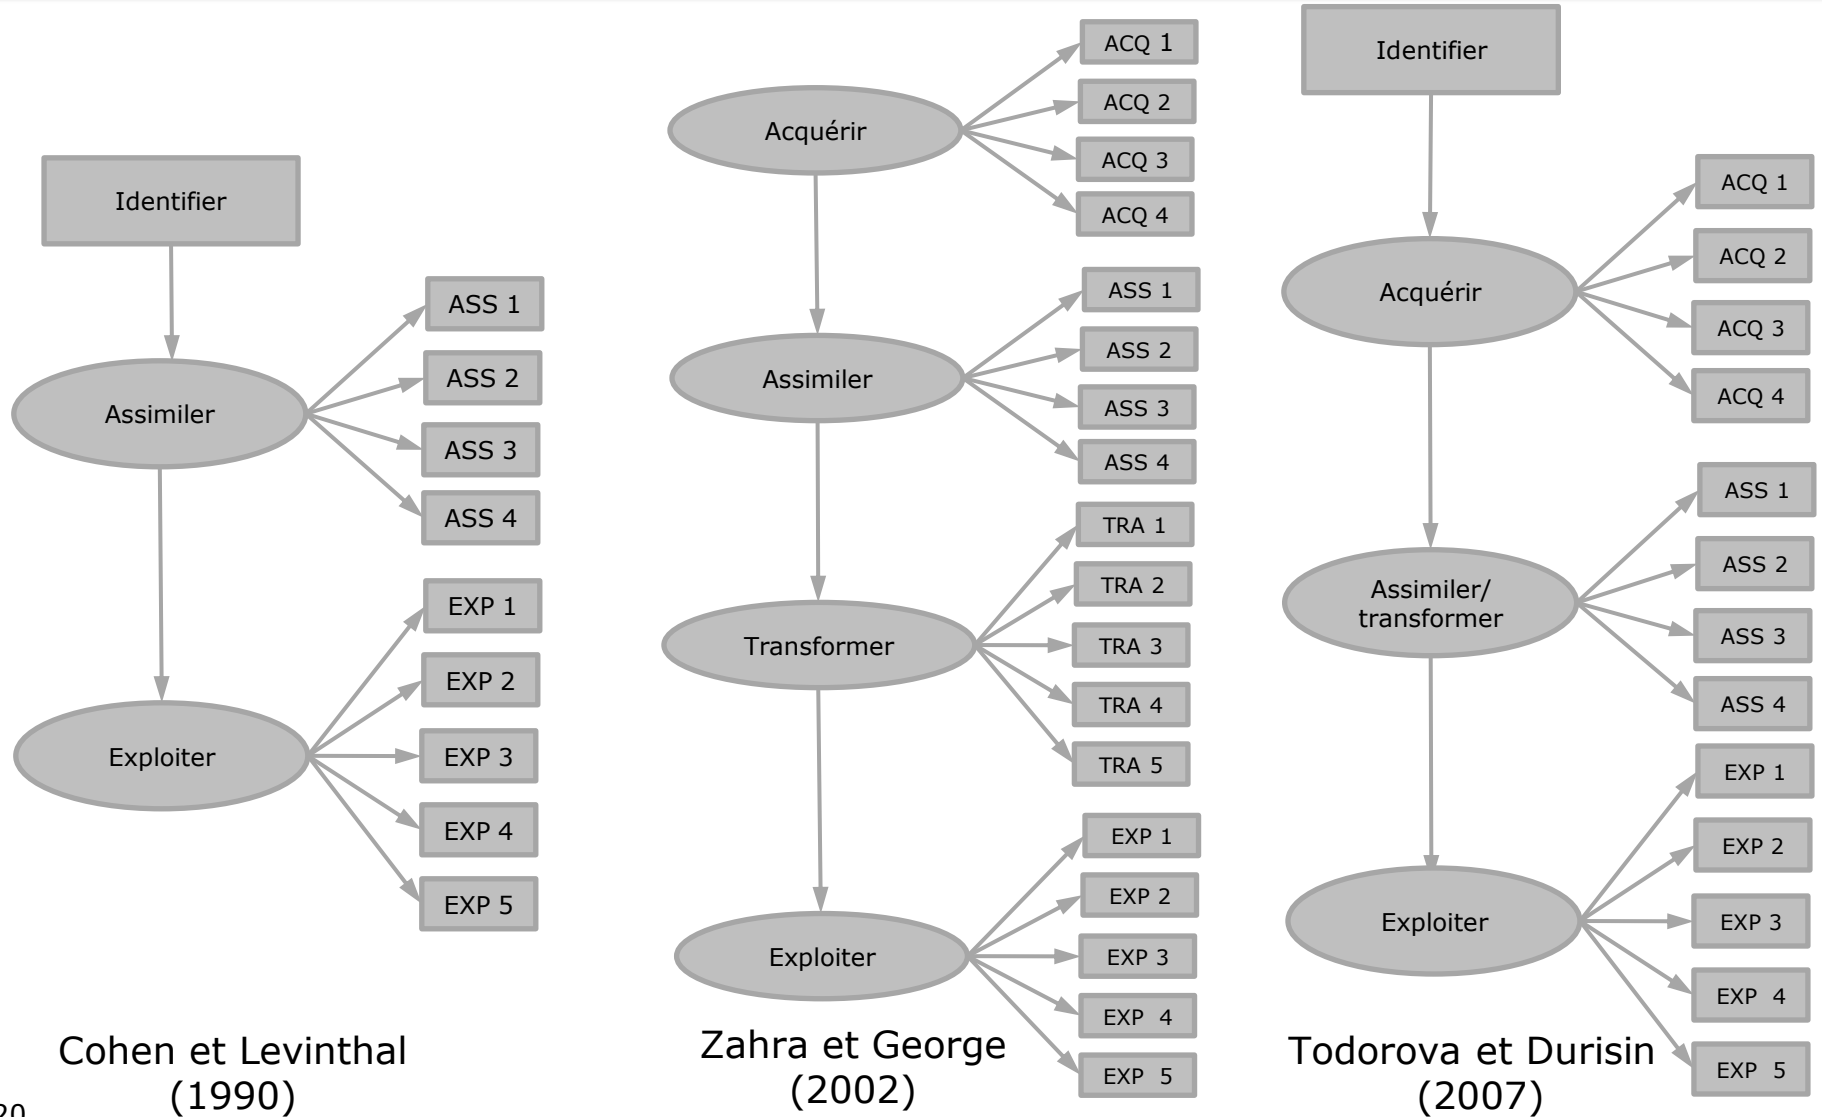 Identifier
Assimiler
ASS 1
ASS 2
ASS 3
ASS 4
Exploiter
EXP 1
EXP 2
EXP 3
EXP 4
EXP 5
Cohen et Levinthal
(1990)
Acquérir
ACQ 1
ACQ 2
ACQ 3
ACQ 4
Assimiler
ASS 1
ASS 2
ASS 3
ASS 4
Transformer
TRA 1
TRA 2
TRA 3
TRA 4
TRA 5
Exploiter
EXP 1
EXP 2
EXP 3
EXP 4
EXP 5
Zahra et George
(2002)
Identifier
Acquérir
ACQ 1
ACQ 2
ACQ 3
ACQ 4
Assimiler/
transformer
ASS 1
ASS 2
ASS 3
ASS 4
Exploiter
EXP 1
EXP 2
EXP 3
EXP 4
EXP 5
Todorova et Durisin
(2007)